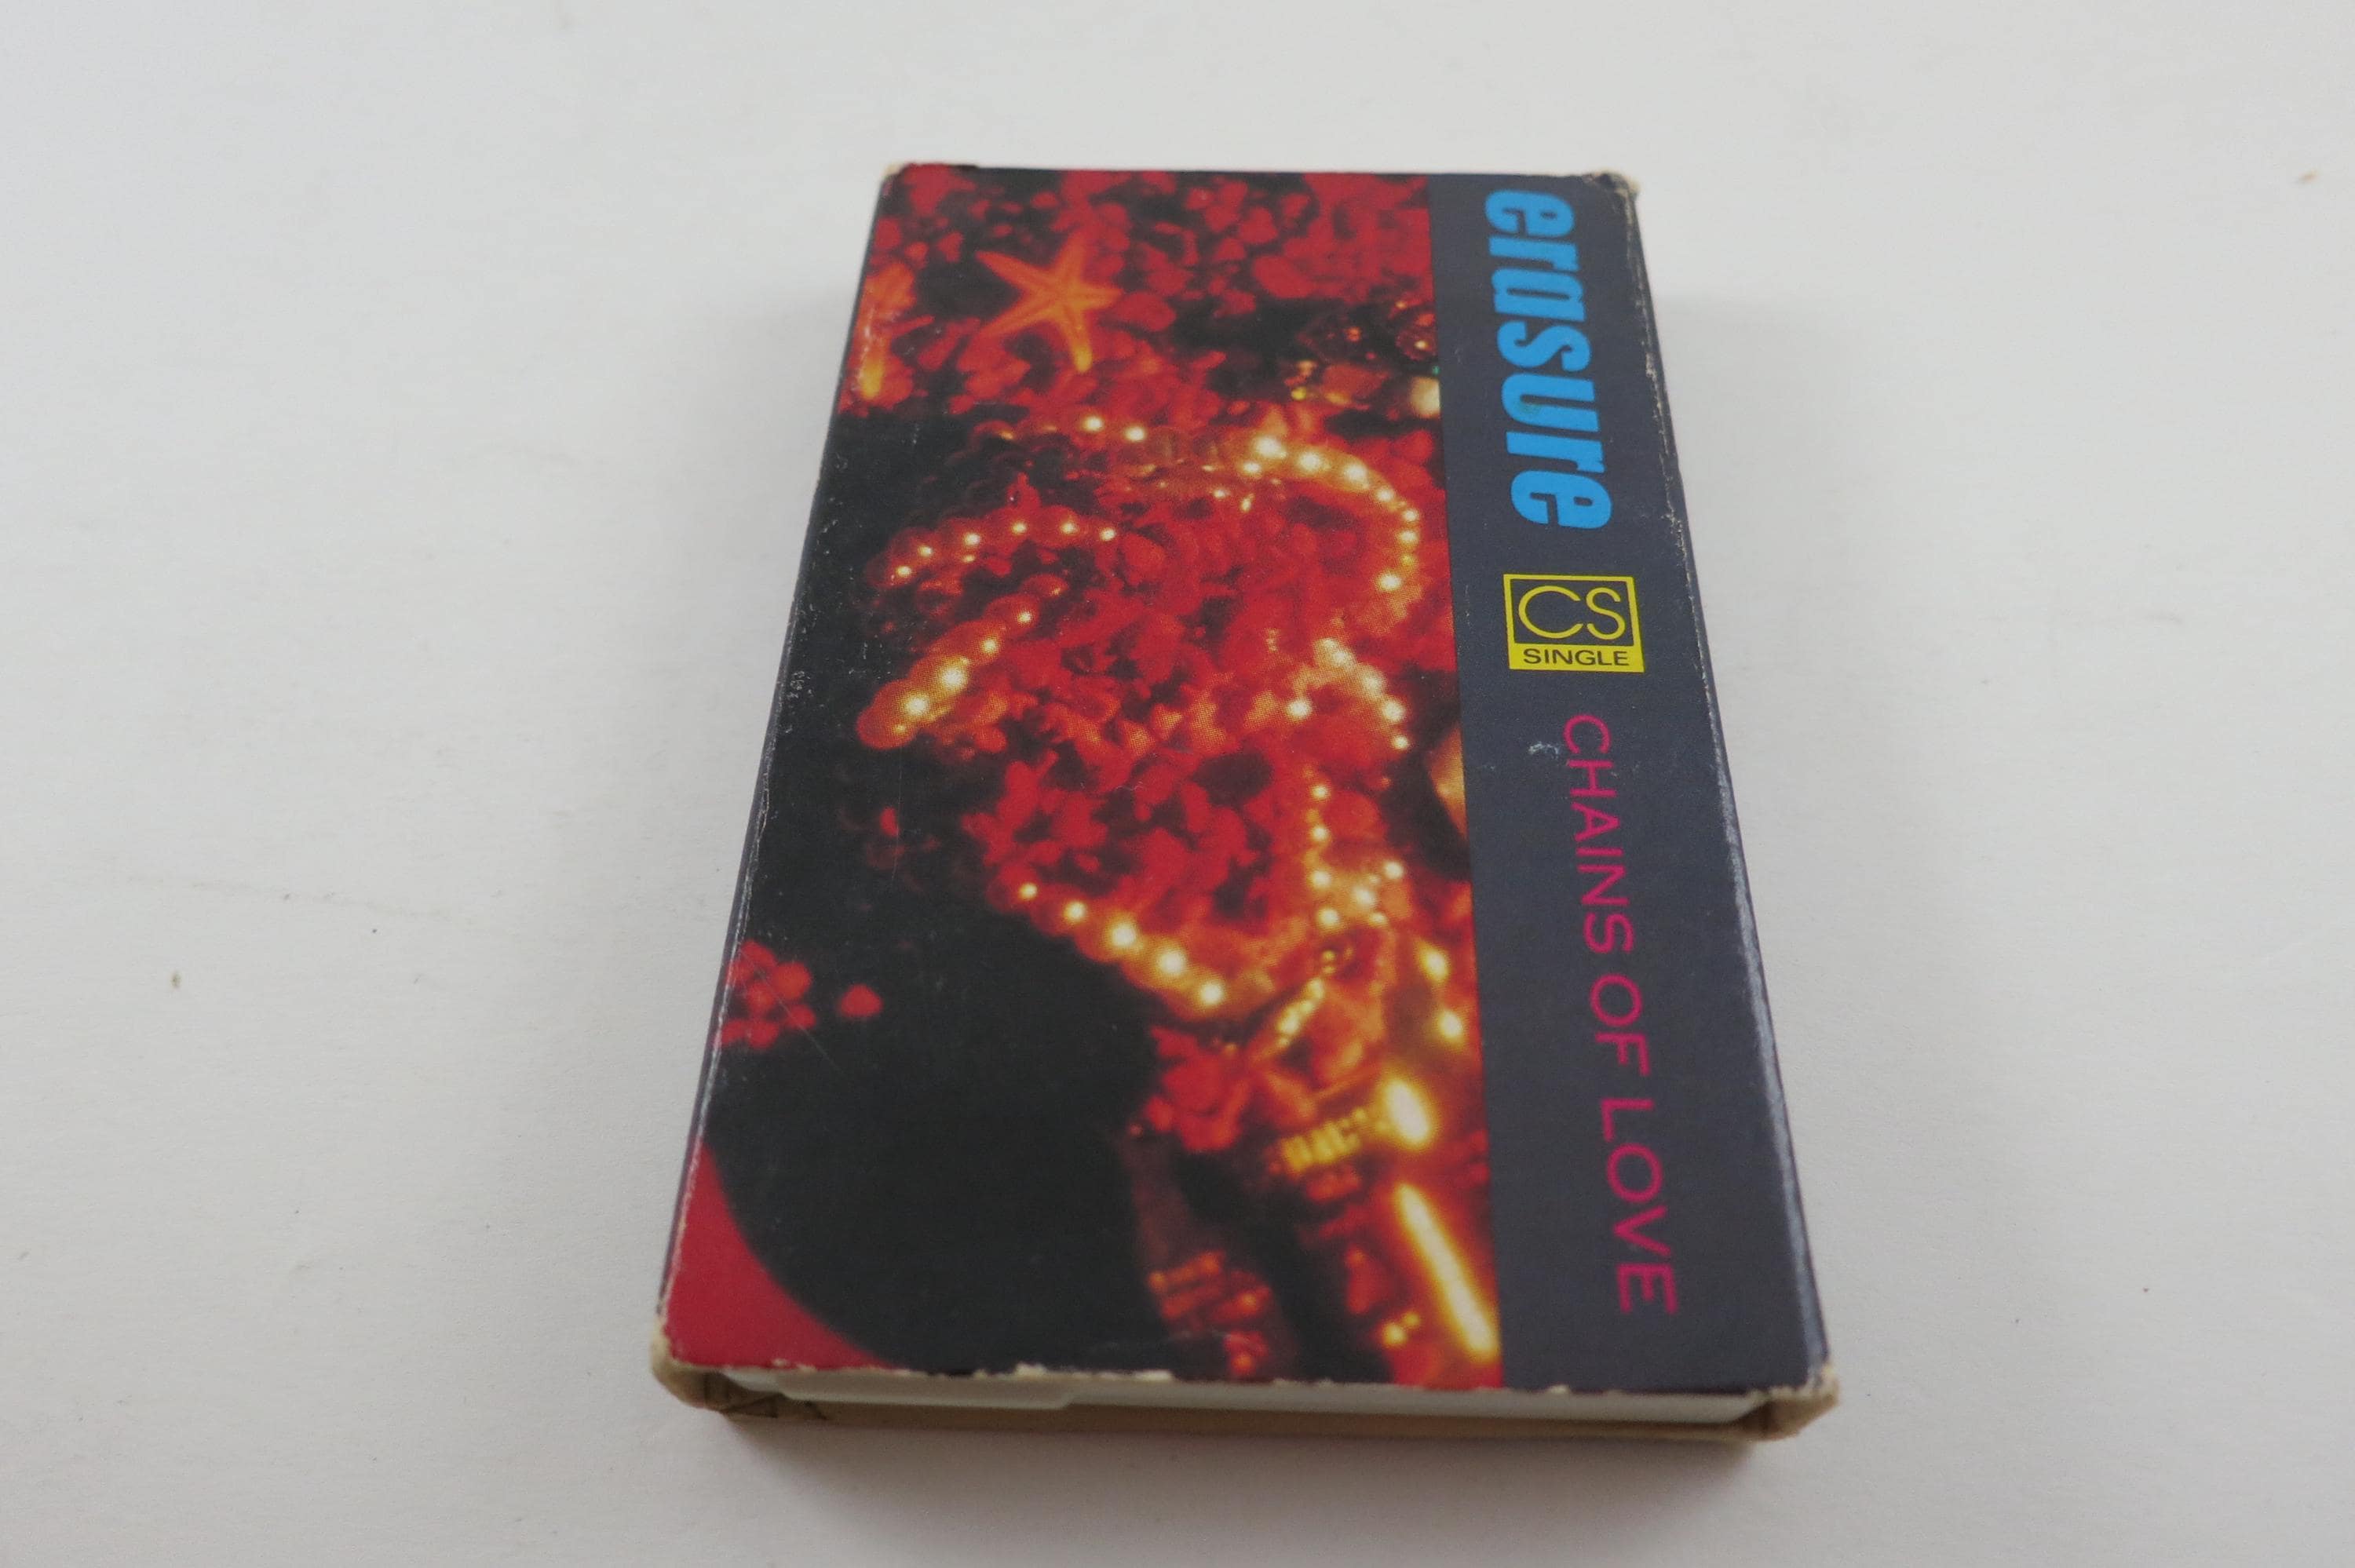 erasure
CS
SINGLE
CHAINS OF LOVE